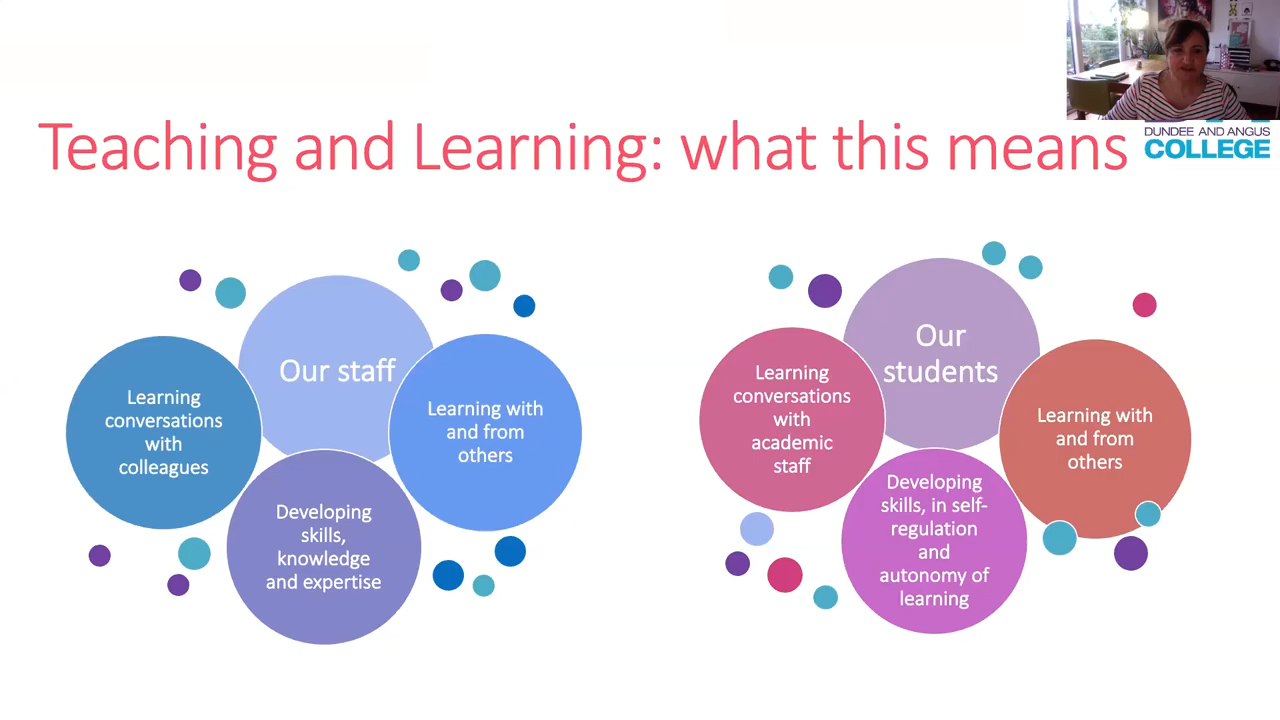 Teaching and Learning: what this means
DUNDEE AND ANGUS
COLLEGE
Our staff
Learning
conversations
with
colleagues
Learning with
and from
others
Developing
skills,
knowledge
and expertise
Our
students
Learning
conversations
with
academic
staff
Learning with
and from
others
Developing
skills, in self-
regulation
and
autonomy of
learning